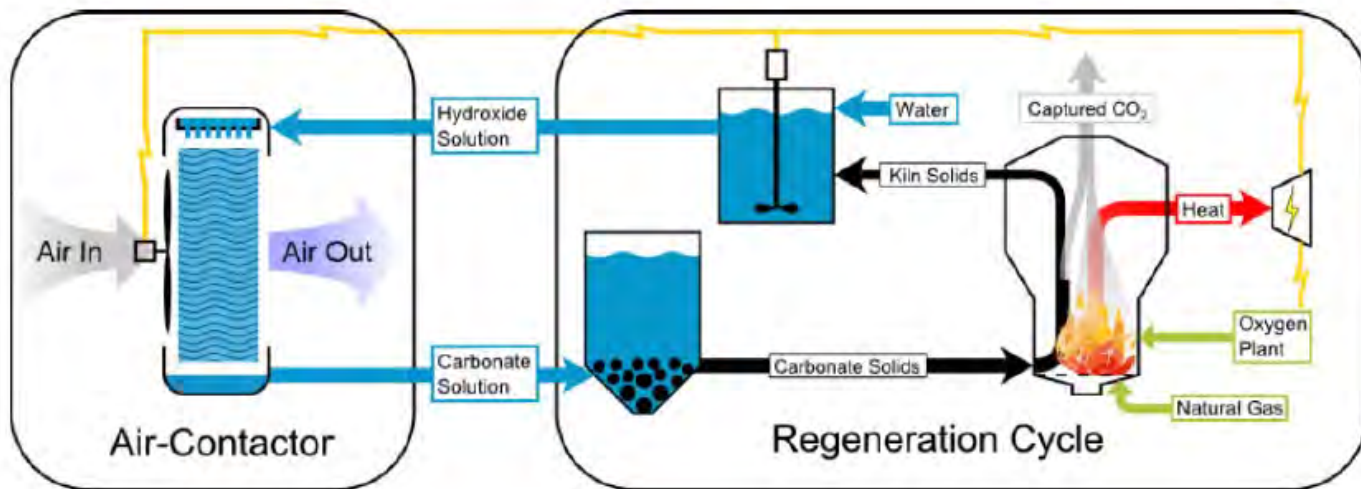 Hydroxide
Solution
Water
Captured CO₂
Kiln Solids
Heat
Air In
Air Out
Oxygen
Plant
Carbonate
Solution
Carbonate Solids
Natural Gas
Air-Contactor
Regeneration Cycle